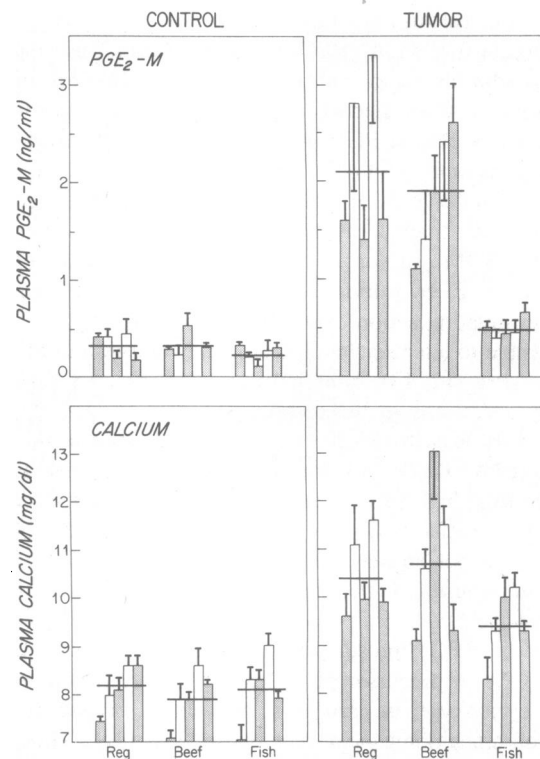 CONTROL TUMOR
PGE₂-M
PLASMA PGE₂-M (ng/ml)
3
2
1
0
CALCIUM
PLASMA CALCIUM (mg/dl)
13
12
11
10
9
8
7
Reg Beef Fish Reg Beef Fish